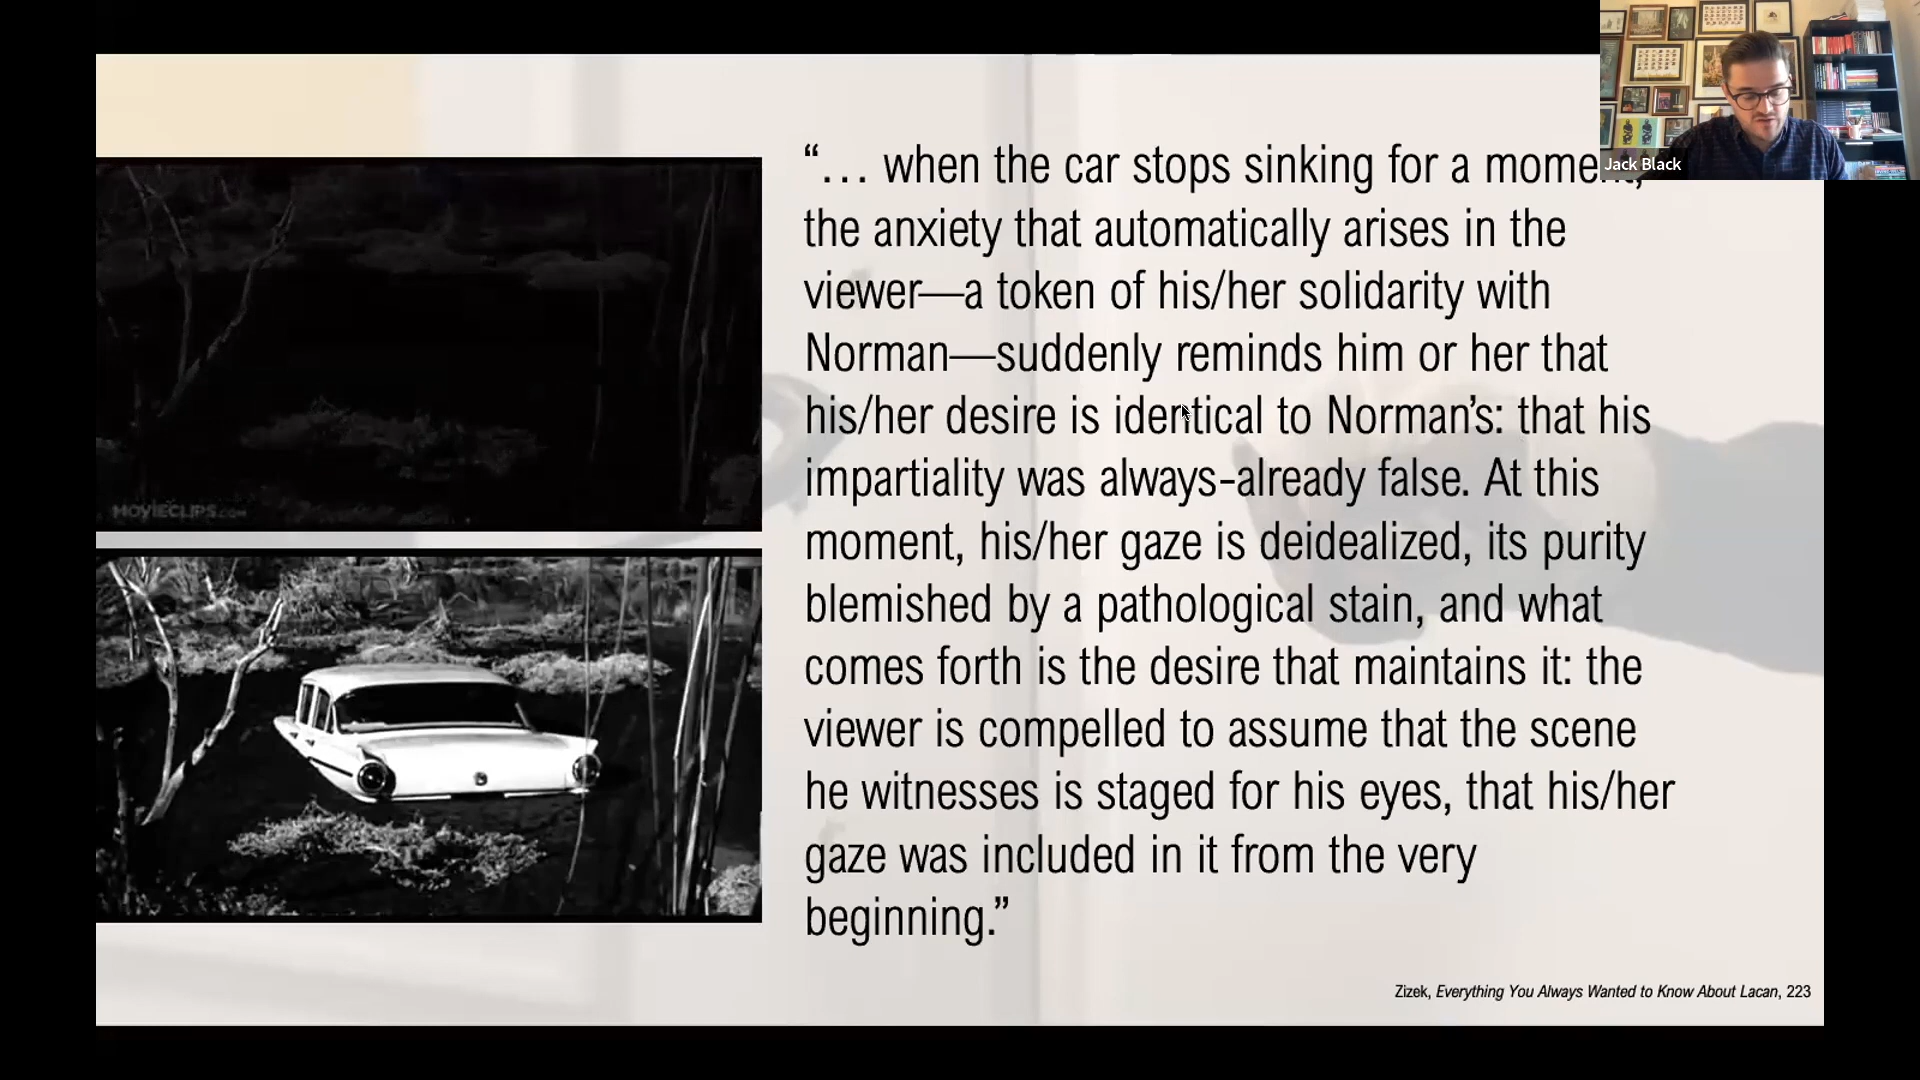 “… when the car stops sinking for a moment,
the anxiety that automatically arises in the
viewer—a token of his/her solidarity with
Norman—suddenly reminds him or her that
his/her desire is identical to Norman’s: that his
impartiality was always-already false. At this
moment, his/her gaze is deidealized, its purity
blemished by a pathological stain, and what
comes forth is the desire that maintains it: the
viewer is compelled to assume that the scene
he witnesses is staged for his eyes, that his/her
gaze was included in it from the very
beginning.”
Zizek, Everything You Always Wanted to Know About Lacan, 223
Jack Black
MOVIECLIPS.COM